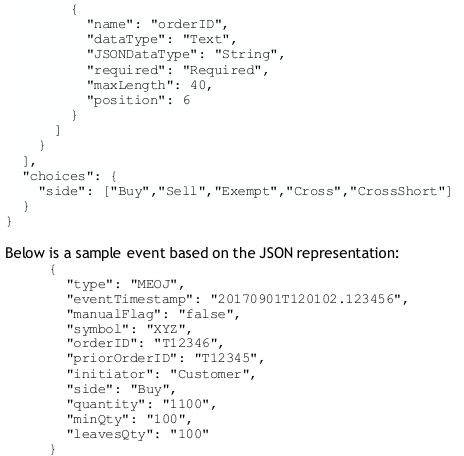 {
"name": "orderID",
"dataType": "Text",
"JSONDataType": "String",
"required": "Required",
"maxLength": 40,
"position": 6
}
]
}
],
"choices": {
"side": ["Buy","Sell","Exempt","Cross","CrossShort"]
}
}
Below is a sample event based on the JSON representation:
{
"type": "MEOJ",
"eventTimestamp": "20170901T120102.123456",
"manualFlag": "false",
"symbol": "XYZ",
"orderID": "T12346",
"priorOrderID": "T12345",
"initiator": "Customer",
"side": "Buy",
"quantity": "1100",
"minQty": "100",
"leavesQty": "100"
}